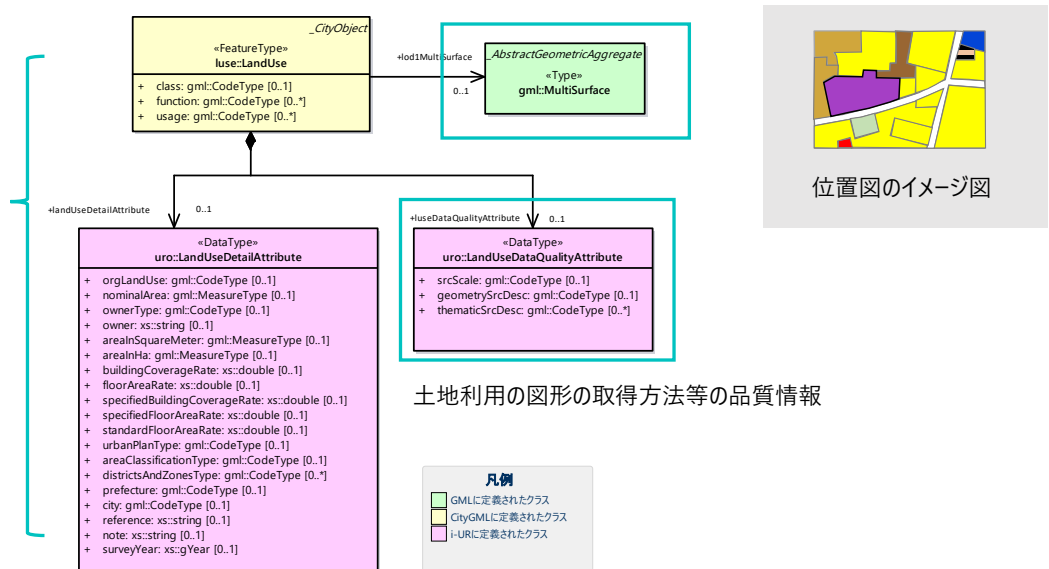 _CityObject
«FeatureType»
luse::LandUse
+ class: gml::CodeType [0..1]
+ function: gml::CodeType [0..*]
+ usage: gml::CodeType [0..*]
+lod1MultiSurface
0..1
_AbstractGeometricAggregate
«Type»
gml::MultiSurface
位置図のイメージ図
+landUseDetailAttribute
0..1
+luseDataQualityAttribute
0..1
«DataType»
uro::LandUseDetailAttribute
+ orgLandUse: gml::CodeType [0..1]
+ nominalArea: gml::MeasureType [0..1]
+ ownerType: gml::CodeType [0..1]
+ owner: xs::string [0..1]
+ areaInSquareMeter: gml::MeasureType [0..1]
+ areaInHa: gml::MeasureType [0..1]
+ buildingCoverageRate: xs::double [0..1]
+ floorAreaRate: xs::double [0..1]
+ specifiedBuildingCoverageRate: xs::double [0..1]
+ specifiedFloorAreaRate: xs::double [0..1]
+ standardFloorAreaRate: xs::double [0..1]
+ urbanPlanType: gml::CodeType [0..1]
+ areaClassificationType: gml::CodeType [0..1]
+ districtsAndZonesType: gml::CodeType [0..*]
+ prefecture: gml::CodeType [0..1]
+ city: gml::CodeType [0..1]
+ reference: xs::string [0..1]
+ note: xs::string [0..1]
+ surveyYear: xs::gYear [0..1]
«DataType»
uro::LandUseDataQualityAttribute
+ srcScale: gml::CodeType [0..1]
+ geometrySrcDesc: gml::CodeType [0..1]
+ thematicSrcDesc: gml::CodeType [0..*]
土地利用の図形の取得方法等の品質情報
凡例
GMLに定義されたクラス
CityGMLに定義されたクラス
i-URに定義されたクラス